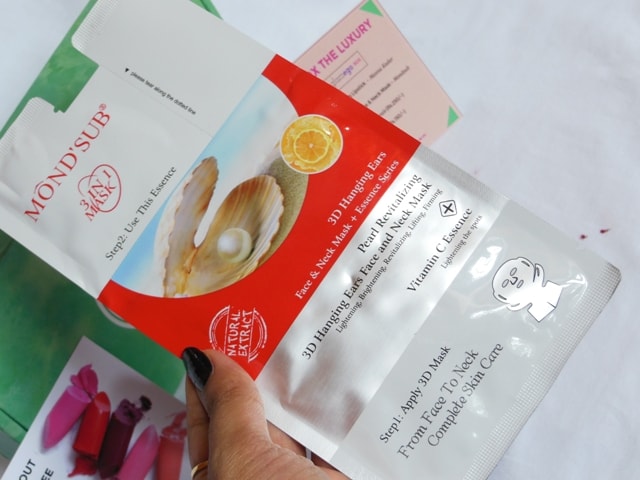 please tear along the dotted line
MOND'SUB®
3 IN 1
MASK
Step2: Use This Essence
3D Hanging Ears
Face & Neck Mask + Essence Series
NATURAL
EXTRACT
Pearl Revitalizing
3D Hanging Ears Face and Neck Mask
Lightening, Brightening, Revitalizing, Lifting, Firming
Vitamin C Essence
Lightening the spots
Step1: Apply 3D Mask
From Face To Neck
Complete Skin Care
X THE LUXURY
OUT
EE